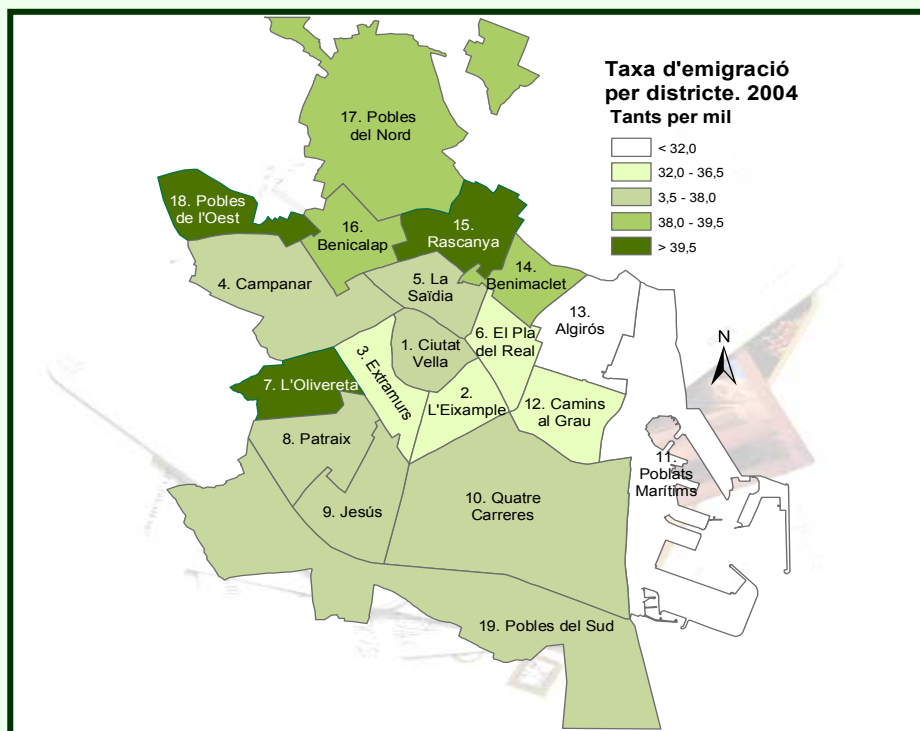 Taxa d'emigració
per districte. 2004
Tants per mil
< 32,0
32,0 - 36,5
3,5 - 38,0
38,0 - 39,5
> 39,5
17. Pobles
del Nord
18. Pobles
de l'Oest
16.
Benicalap
15.
Rascanya
14.
Benimaclet
4. Campanar
5. La
Saïdia
13.
Algirós
6. El Pla
del Real
1. Ciutat
Vella
3. Extramurs
N
7. L'Olivereta
2.
L'Eixample
12. Camins
al Grau
8. Patraix
11.
Poblats
Marítims
10. Quatre
Carreres
9. Jesús
19. Pobles del Sud